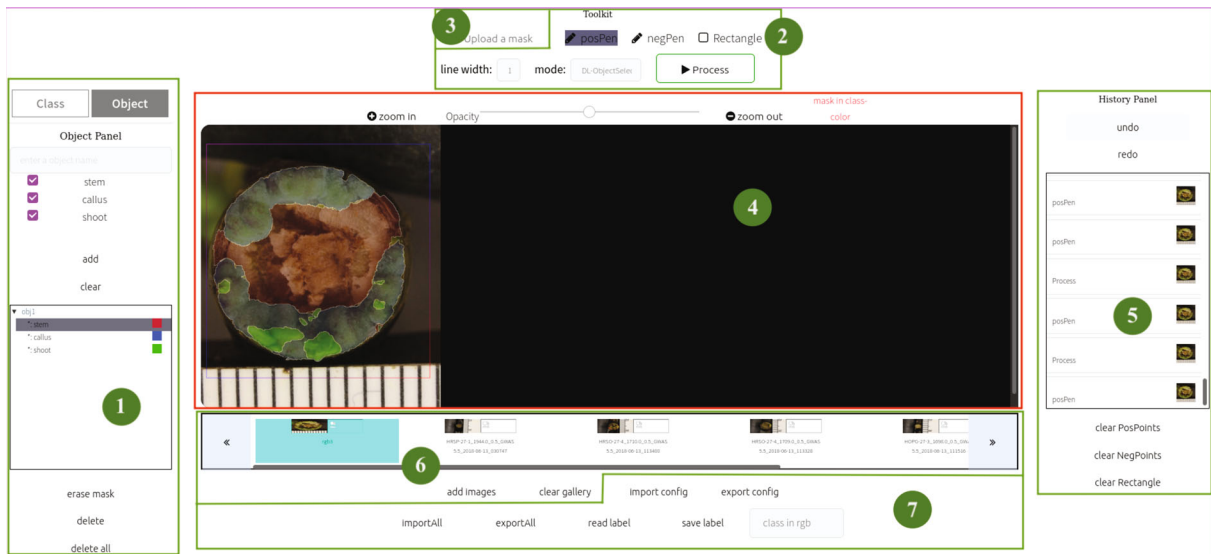 Toolkit
3
Upload a mask
posPen
negPen
Rectangle
2
line width:
1
mode:
DL-ObjectSelec
Process
Class
Object
Object Panel
enter a object name
stem
callus
shoot
add
clear
obj1
*: stem
*: callus
*: shoot
1
erase mask
delete
delete all
zoom in
Opacity
zoom out
mask in class-
color
4
History Panel
undo
redo
posPen
posPen
Process
posPen
5
Process
posPen
clear PosPoints
clear NegPoints
clear Rectangle
«
»
6
add images
clear gallery
import config
export config
importAll
exportAll
read label
save label
class in rgb
7